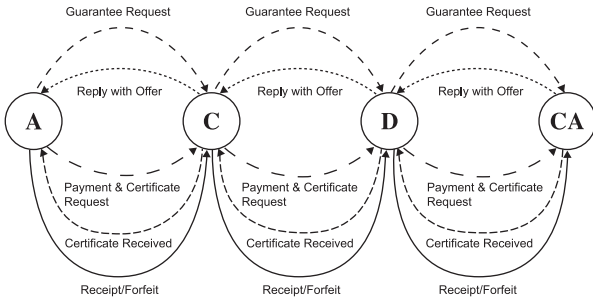 Guarantee Request Guarantee Request Guarantee Request
Reply with Offer Reply with Offer Reply with Offer
A C D CA
Payment & Certificate Payment & Certificate Payment & Certificate
Request Request Request
Certificate Received Certificate Received Certificate Received
Receipt/Forfeit Receipt/Forfeit Receipt/Forfeit